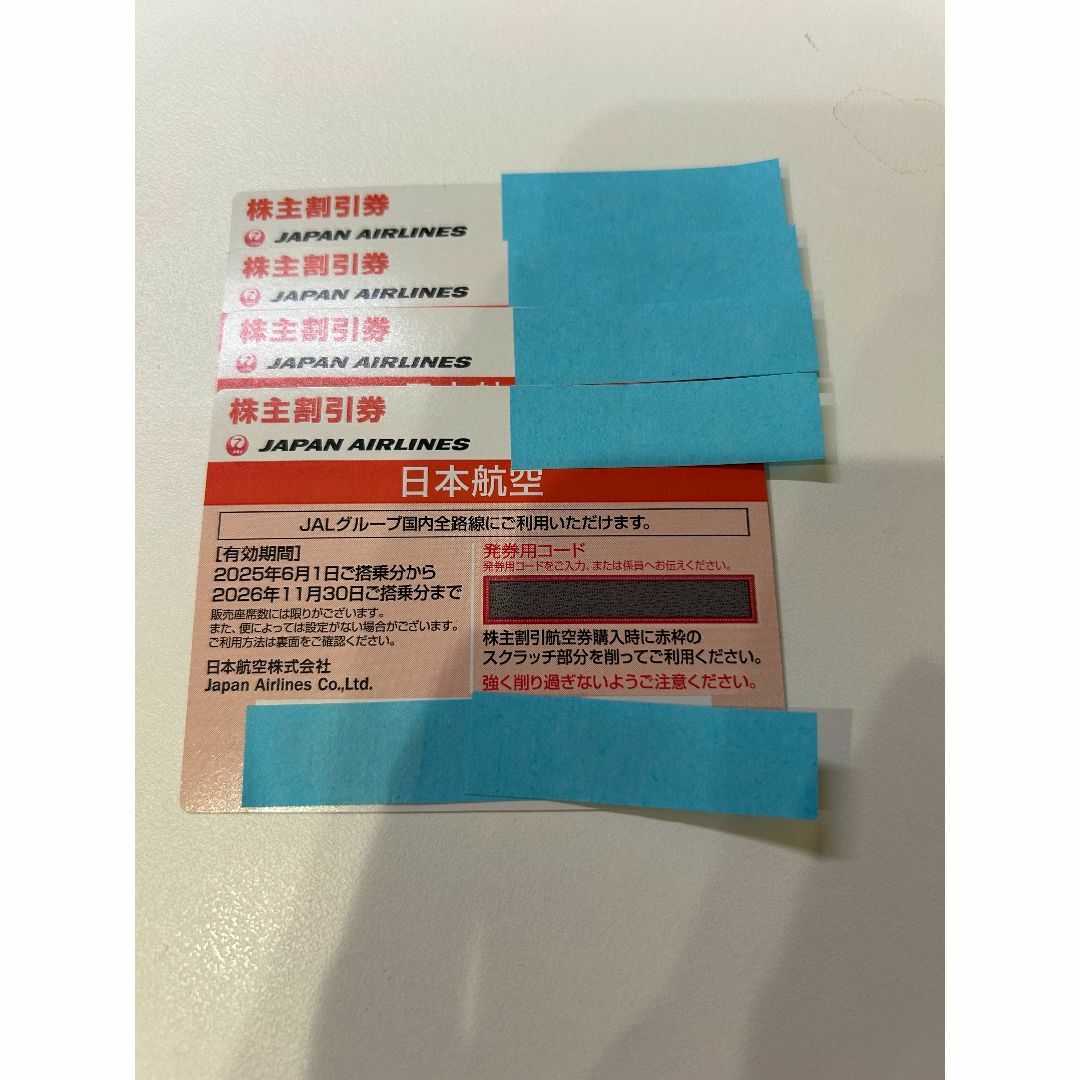 株主割引券
JAL JAPAN AIRLINES
株主割引券
JAL JAPAN AIRLINES
株主割引券
JAL JAPAN AIRLINES
株主割引券
JAL JAPAN AIRLINES
日本航空
JALグループ国内全路線にご利用いただけます。
[有効期間]
2025年6月1日ご搭乗分から
2026年11月30日ご搭乗分まで
販売座席数には限りがございます。
また、便によっては設定がない場合がございます。
ご利用方法は裏面をご確認ください。
日本航空株式会社
Japan Airlines Co.,Ltd.
発券用コード
発券用コードをご入力、または係員へお伝えください。
株主割引航空券購入時に赤枠の
スクラッチ部分を削ってご利用ください。
強く削り過ぎないようご注意ください。